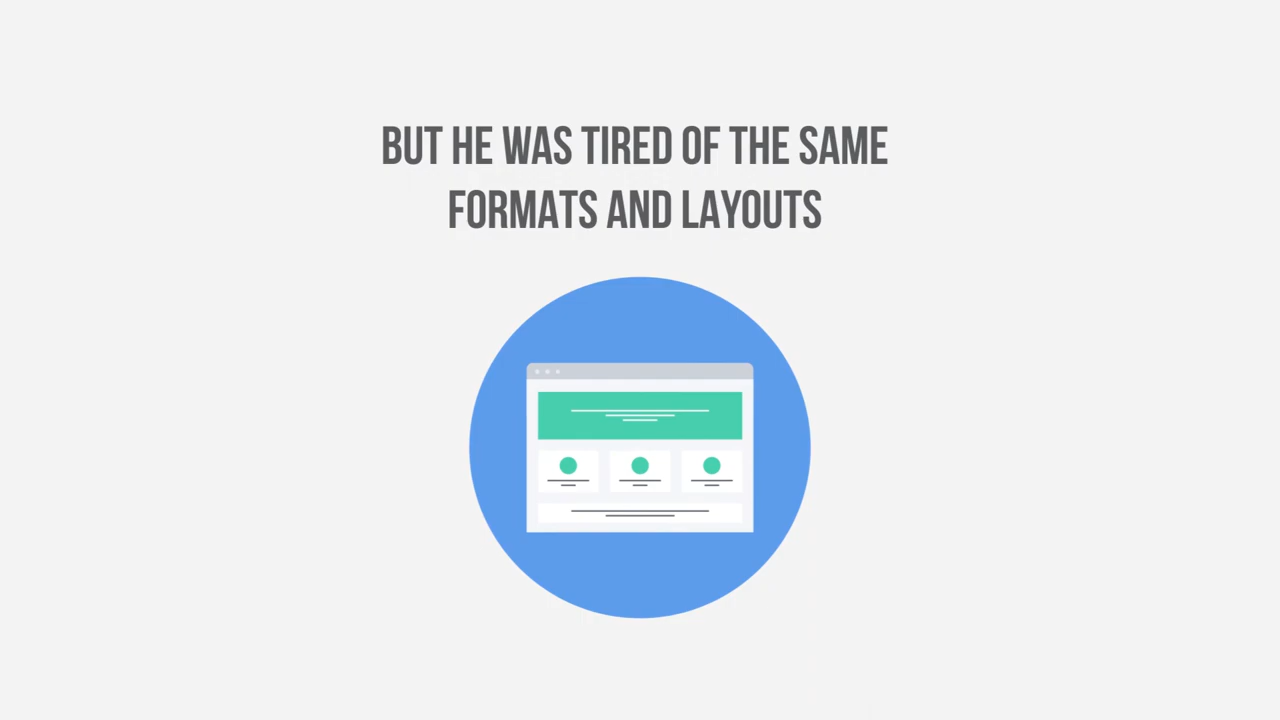 BUT HE WAS TIRED OF THE SAME
FORMATS AND LAYOUTS